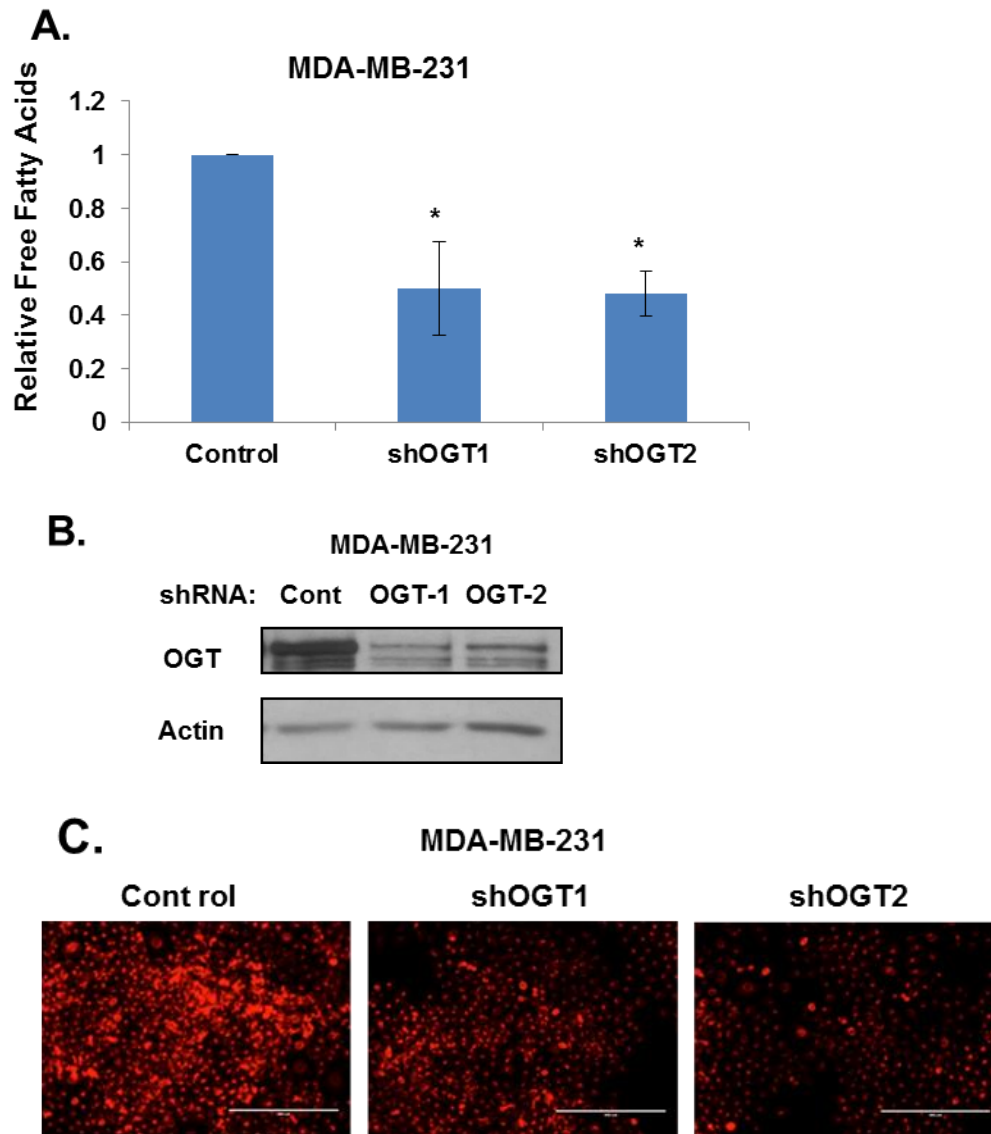 A.
MDA-MB-231
Relative Free Fatty Acids
1.2
1
0.8
0.6
0.4
0.2
0
*
*
Control
shOGT1
shOGT2
B.
MDA-MB-231
shRNA: Cont OGT-1 OGT-2
OGT
Actin
C.
MDA-MB-231
Cont rol
shOGT1
shOGT2